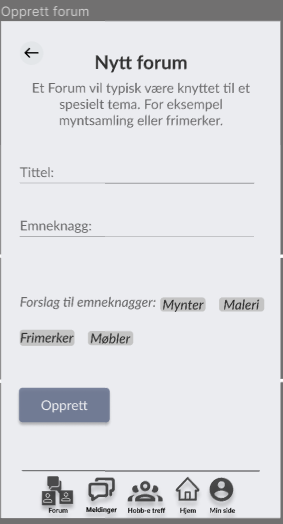 Opprett forum
Nytt forum
Et Forum vil typisk være knyttet til et
spesielt tema. For eksempel
myntsamling eller frimerker.
Tittel:
Emneknagg:
Forslag til emneknagger: Mynter Maleri
Frimerker Møbler
Opprett
Forum Meldinger Hobb-e treff Hjem Min side